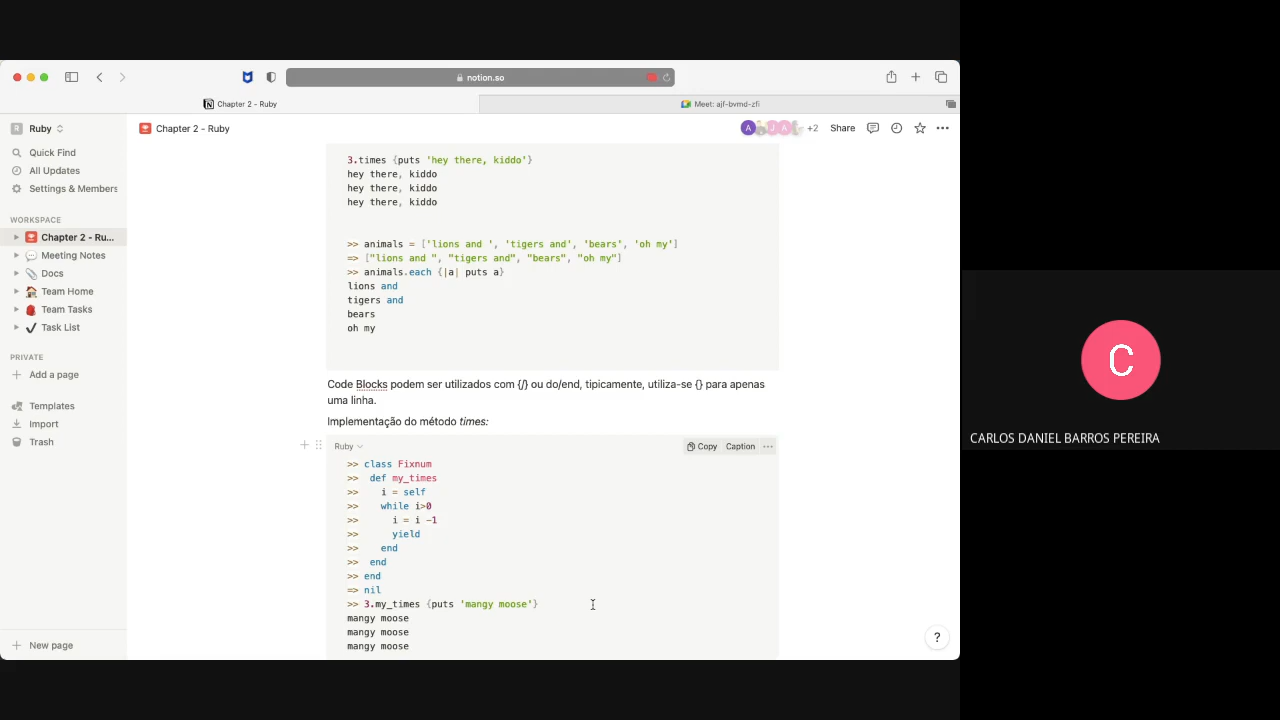 notion.so
Chapter 2 - Ruby
Meet: ajf-bvmd-zfi
R Ruby
Chapter 2 - Ruby
A J A +2 Share
Quick Find
All Updates
Settings & Members
WORKSPACE
Chapter 2 - Ru...
Meeting Notes
Docs
Team Home
Team Tasks
Task List
PRIVATE
Add a page
Templates
Import
Trash
New page
3.times {puts 'hey there, kiddo'}
hey there, kiddo
hey there, kiddo
hey there, kiddo
>> animals = ['lions and ', 'tigers and', 'bears', 'oh my']
=> ["lions and ", "tigers and", "bears", "oh my"]
>> animals.each {|a| puts a}
lions and
tigers and
bears
oh my
Code Blocks podem ser utilizados com {/} ou do/end, tipicamente, utiliza-se {} para apenas
uma linha.
Implementação do método times:
Ruby
Copy Caption
>> class Fixnum
>> def my_times
>> i = self
>> while i>0
>> i = i -1
>> yield
>> end
>> end
>> end
=> nil
>> 3.my_times {puts 'mangy moose'}
mangy moose
mangy moose
mangy moose
?
C
CARLOS DANIEL BARROS PEREIRA